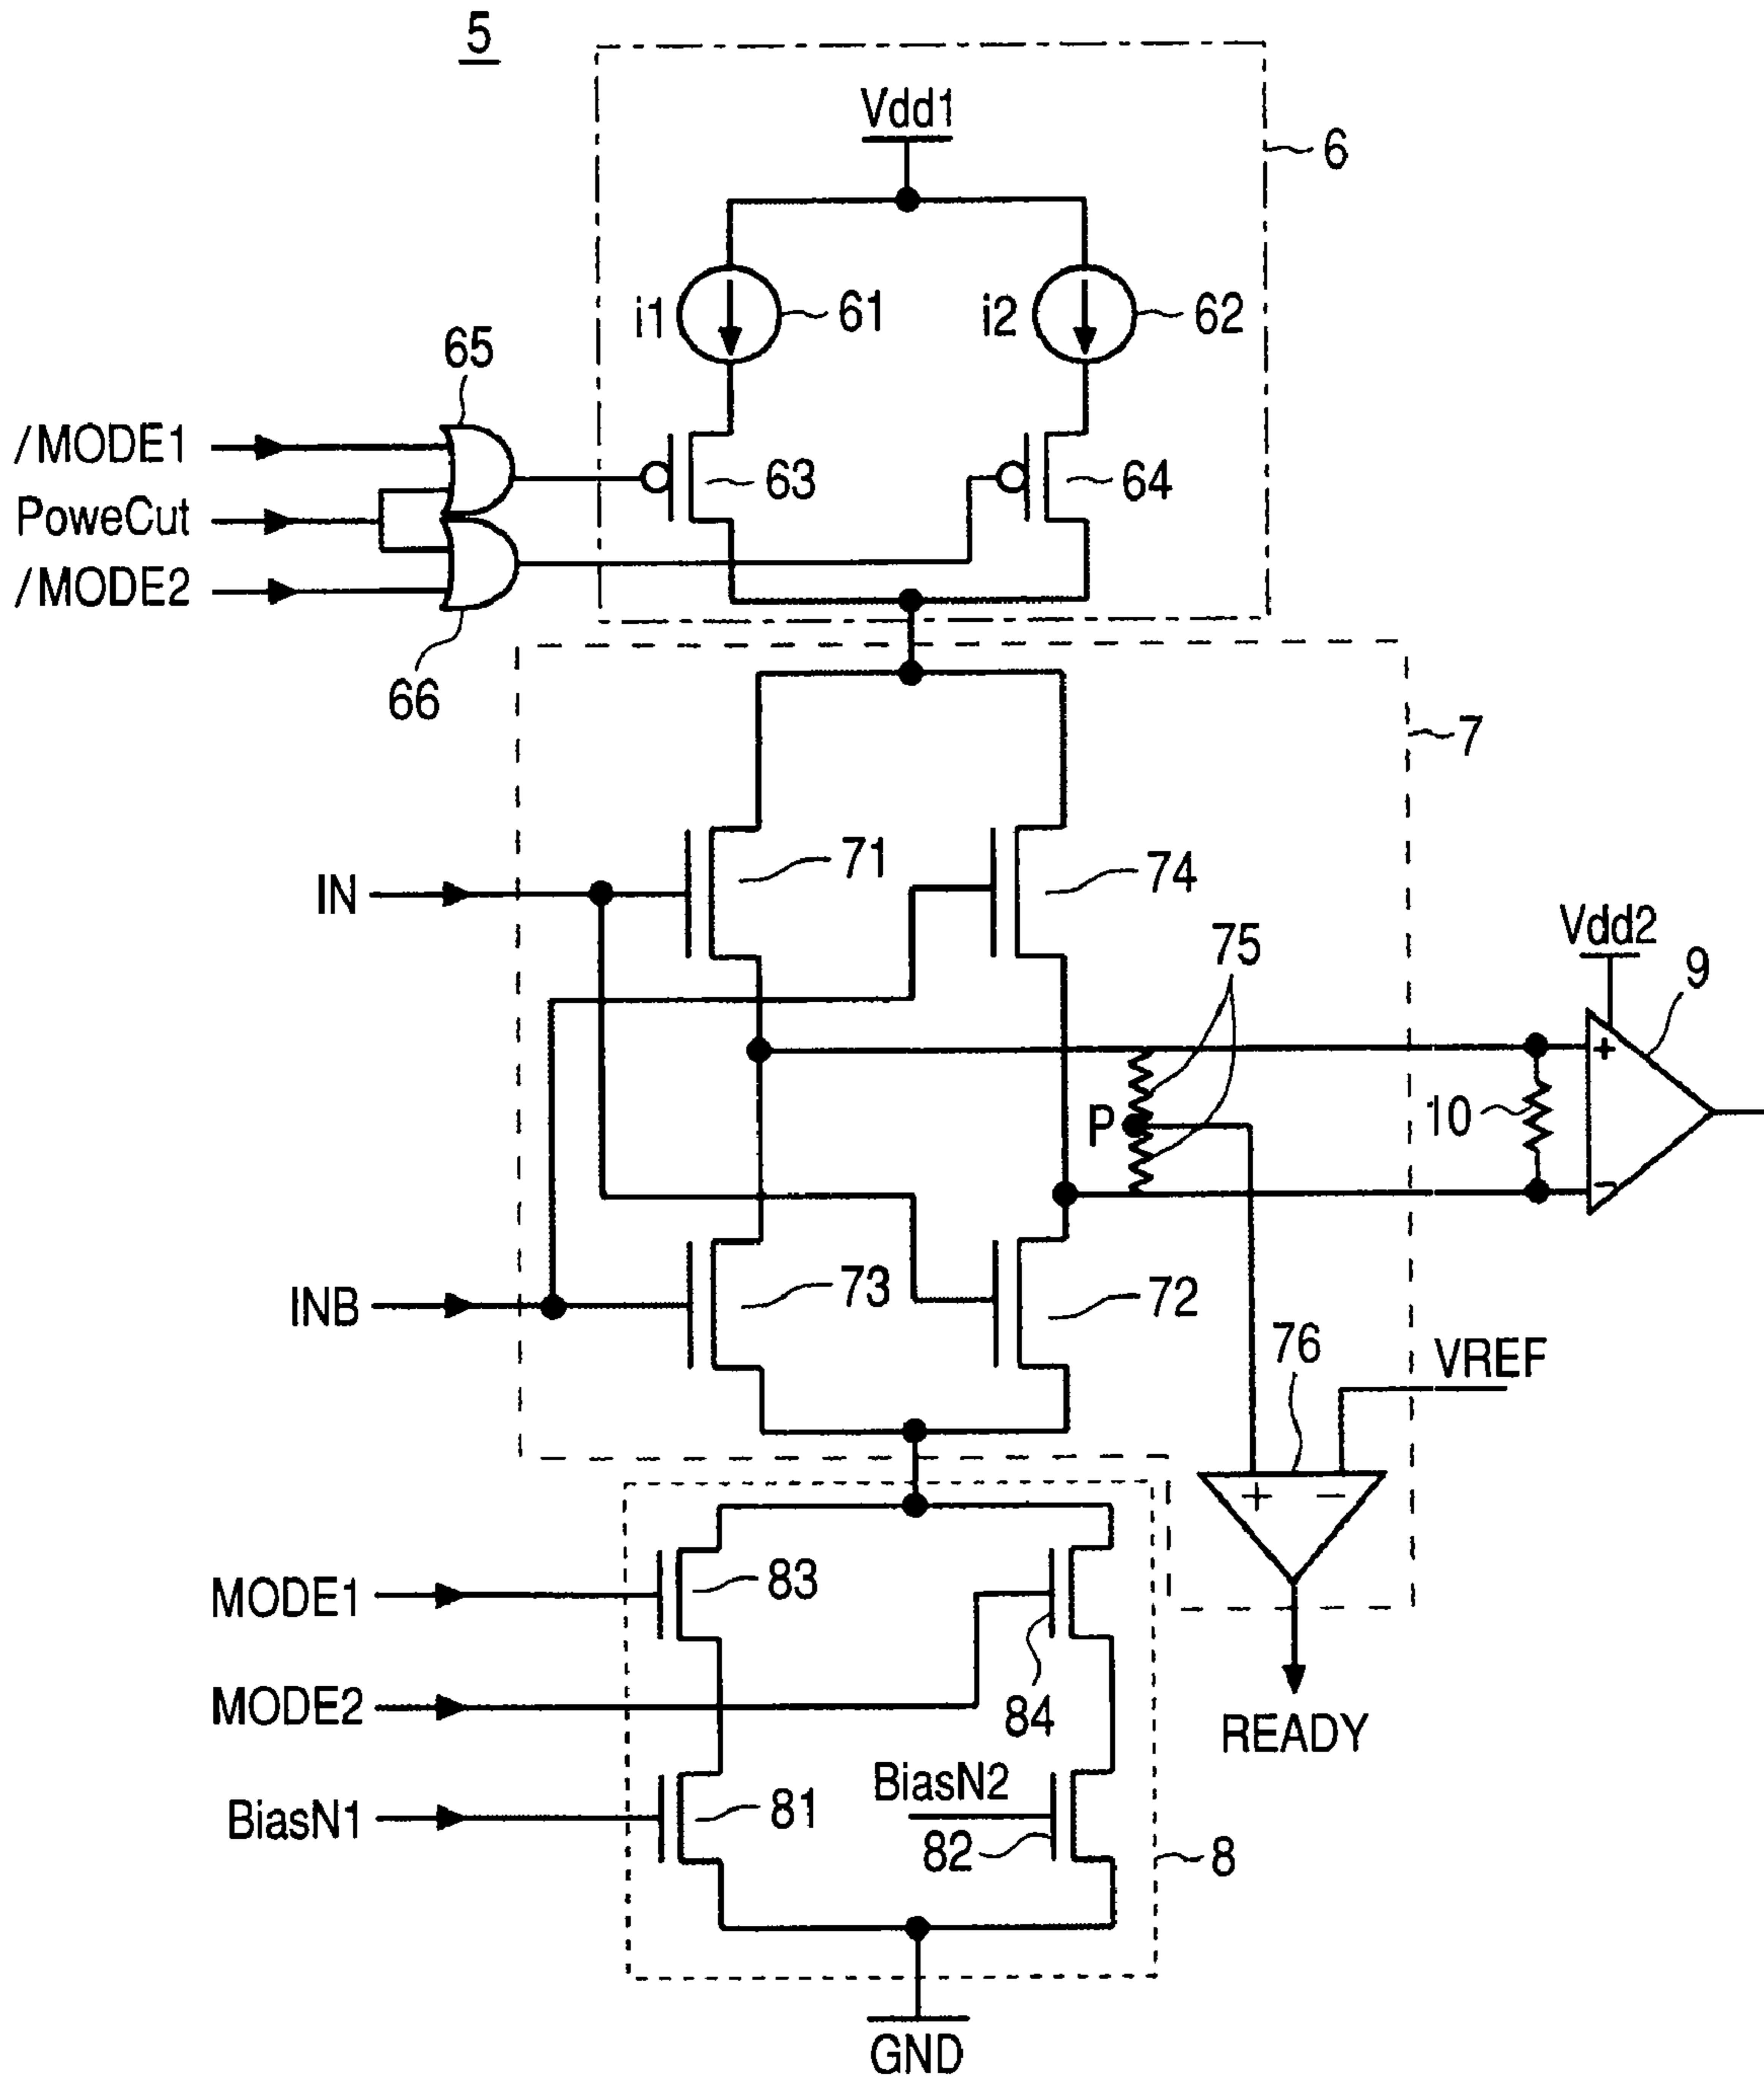 5
Vdd1
6
i1
61
i2
62
65
/MODE1
63
64
PoweCut
/MODE2
66
7
71
74
IN
75
Vdd2
9
+
P
10
−
73
72
INB
76
VREF
+ −
MODE1
83
MODE2
84
READY
BiasN2
BiasN1
81
82
8
GND